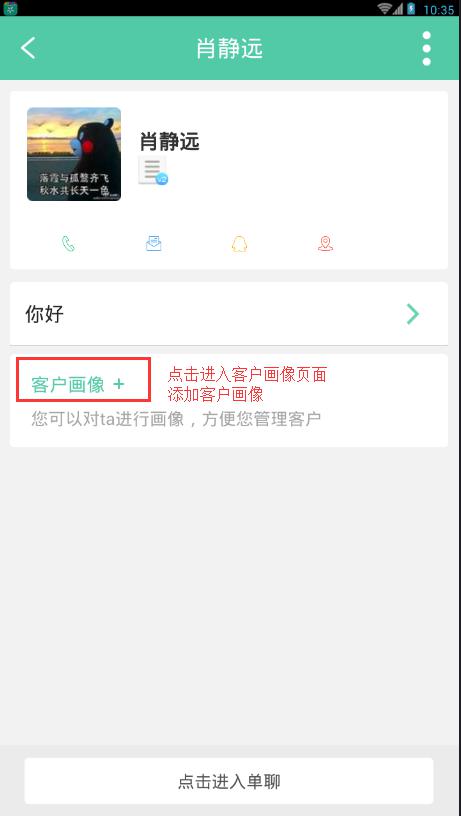 10:35
肖静远
肖静远
落霞与孤鹜齐飞
秋水共长天一色
你好
客户画像 +
点击进入客户画像页面
添加客户画像
您可以对ta进行画像，方便您管理客户
点击进入单聊